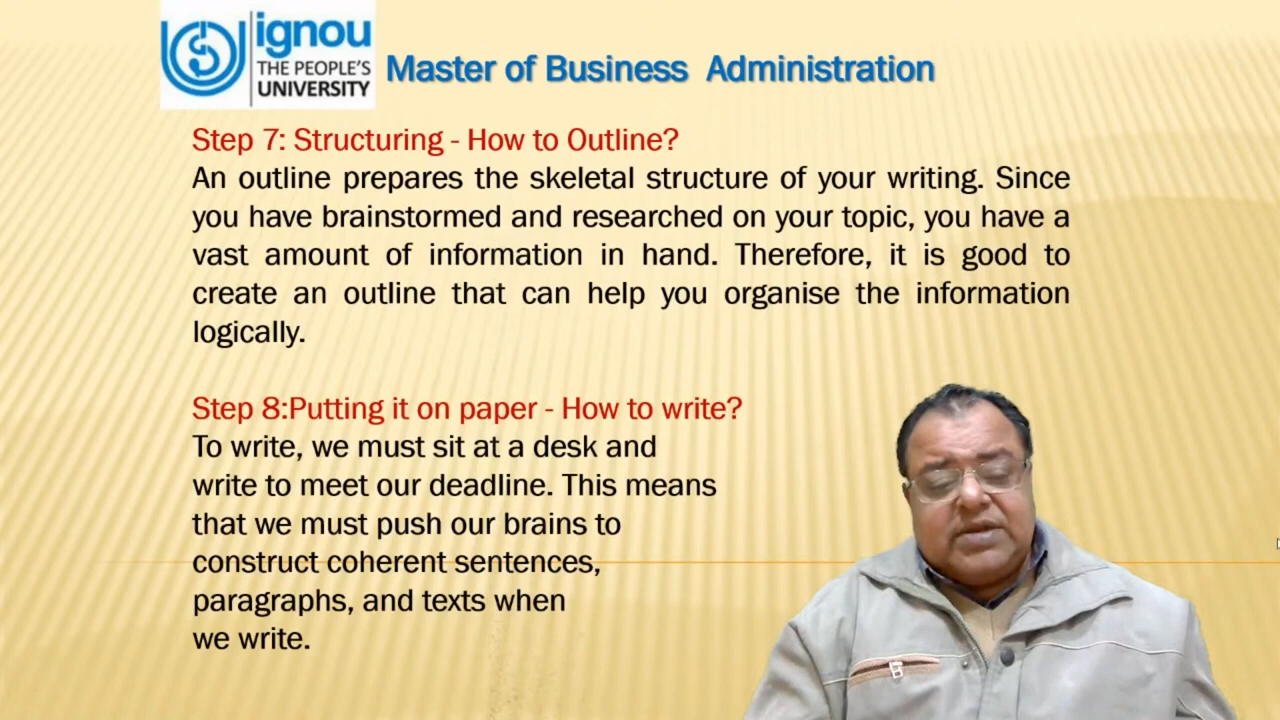 ignou
THE PEOPLE'S
UNIVERSITY
Master of Business Administration
Step 7: Structuring - How to Outline?
An outline prepares the skeletal structure of your writing. Since
you have brainstormed and researched on your topic, you have a
vast amount of information in hand. Therefore, it is good to
create an outline that can help you organise the information
logically.
Step 8:Putting it on paper - How to write?
To write, we must sit at a desk and
write to meet our deadline. This means
that we must push our brains to
construct coherent sentences,
paragraphs, and texts when
we write.